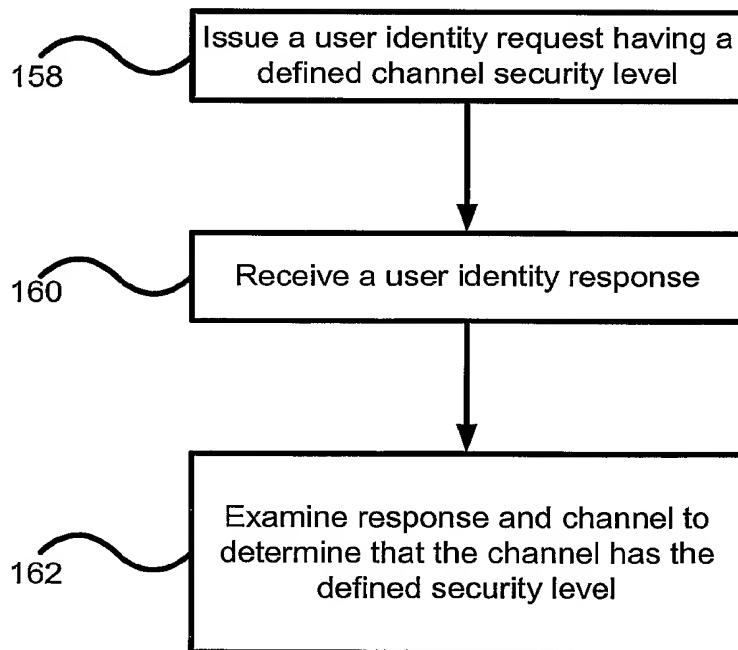 Issue a user identity request having a
defined channel security level
158
Receive a user identity response
160
Examine response and channel to
determine that the channel has the
defined security level
162